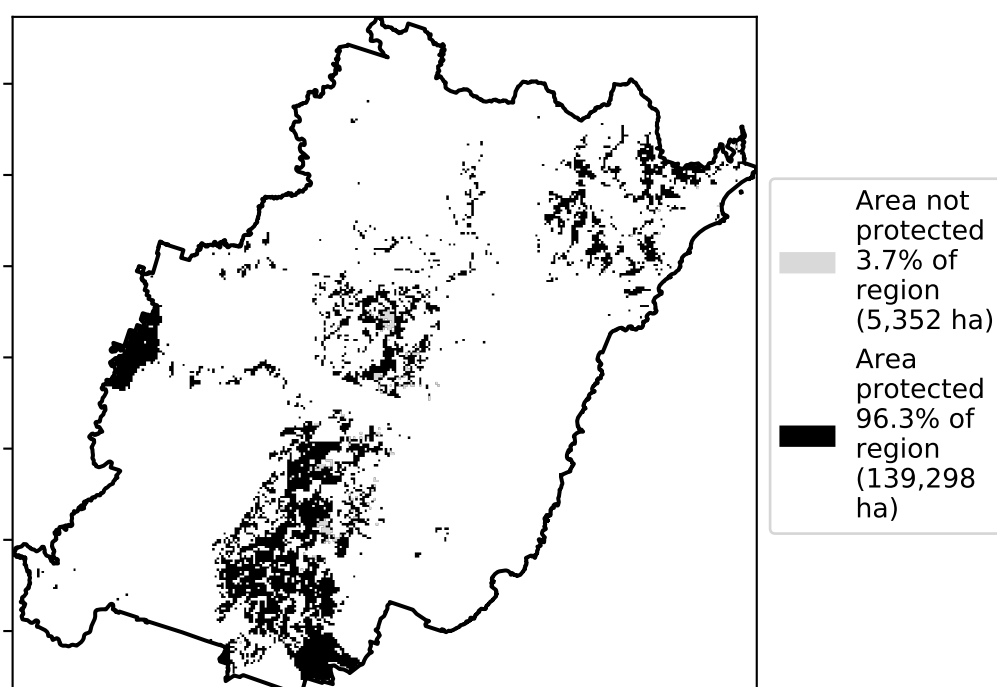 Area not
protected
3.7% of
region
(5,352 ha)
Area
protected
96.3% of
region
(139,298
ha)